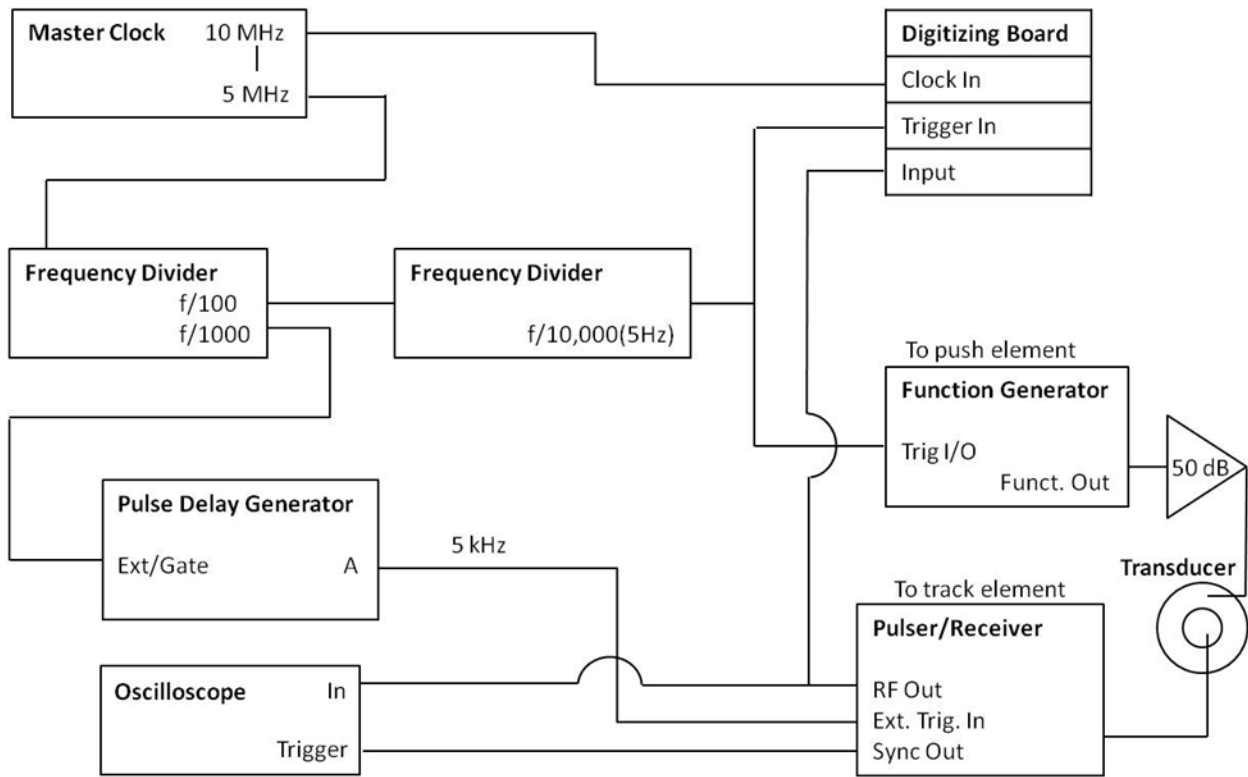 Master Clock 10 MHz
5 MHz
Digitizing Board
Clock In
Trigger In
Input
Frequency Divider
f/100
f/1000
Frequency Divider
f/10,000(5Hz)
To push element
Function Generator
Trig I/O
Funct. Out
50 dB
Pulse Delay Generator
Ext/Gate A
5 kHz
Transducer
To track element
Pulser/Receiver
RF Out
Ext. Trig. In
Sync Out
Oscilloscope In
Trigger